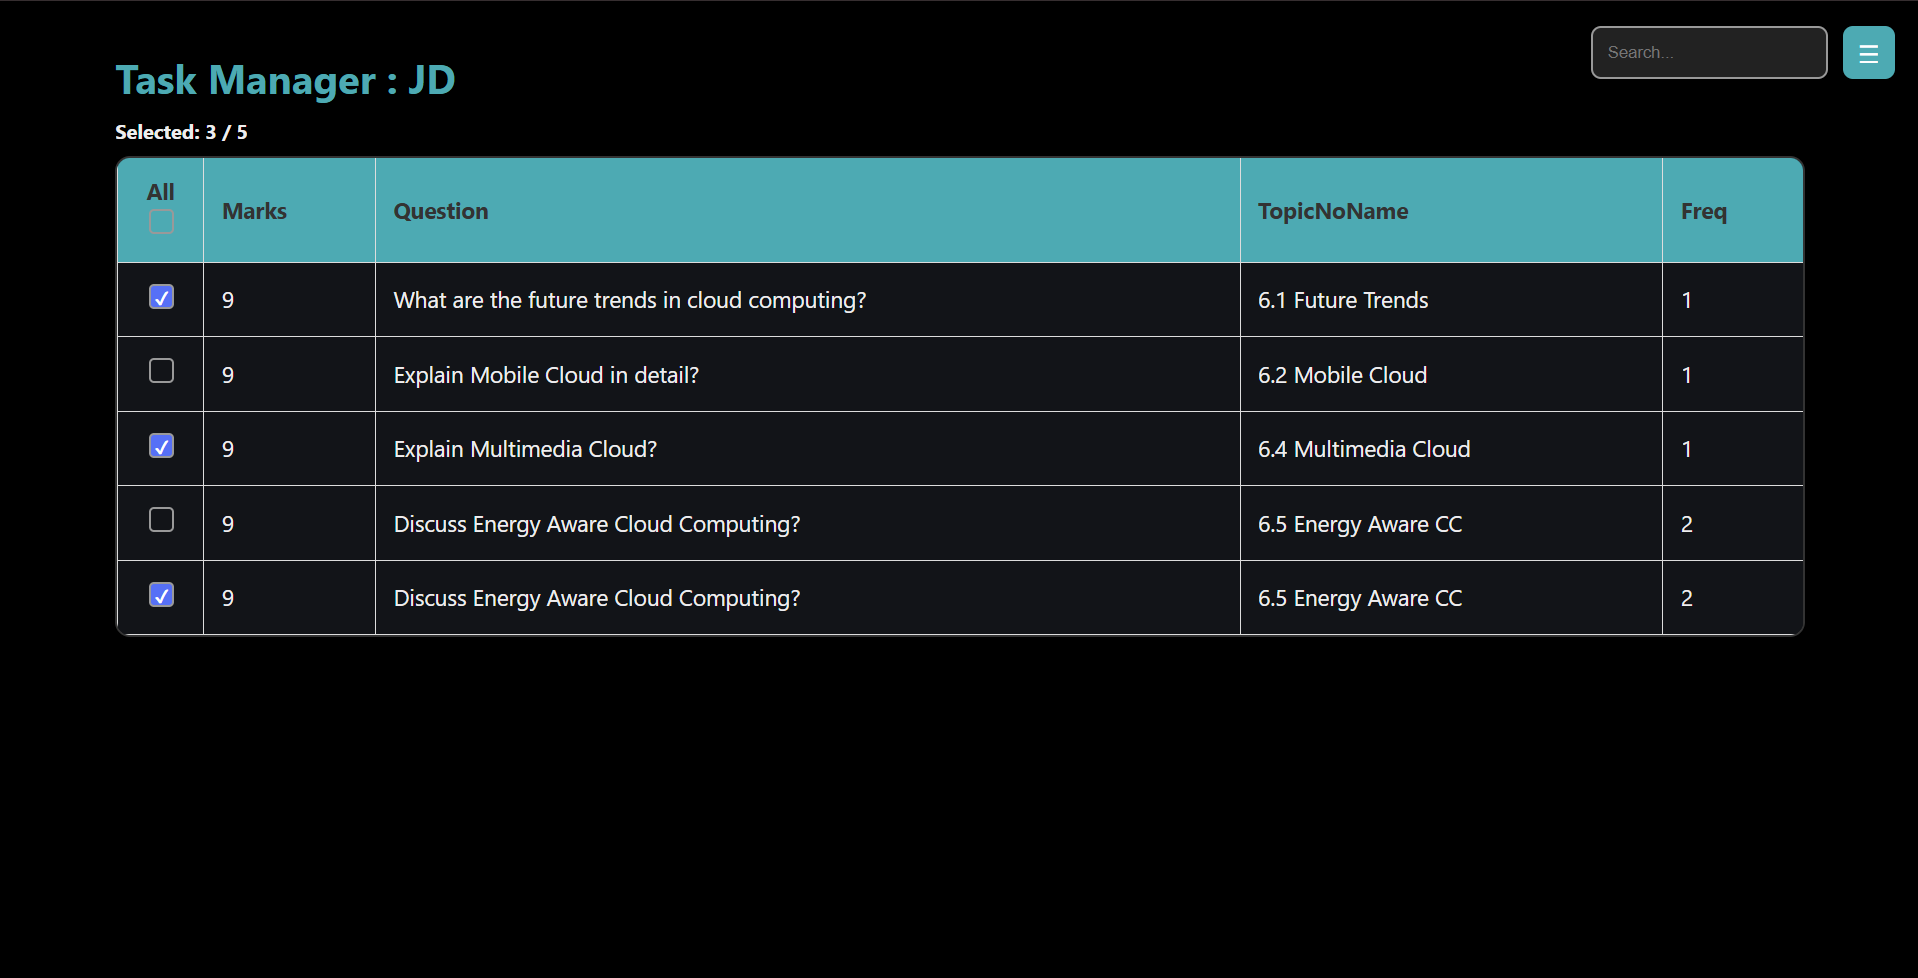 Search...
☰
Task Manager : JD
Selected: 3 / 5
All Marks Question TopicNoName Freq
9 What are the future trends in cloud computing? 6.1 Future Trends 1
9 Explain Mobile Cloud in detail? 6.2 Mobile Cloud 1
9 Explain Multimedia Cloud? 6.4 Multimedia Cloud 1
9 Discuss Energy Aware Cloud Computing? 6.5 Energy Aware CC 2
9 Discuss Energy Aware Cloud Computing? 6.5 Energy Aware CC 2